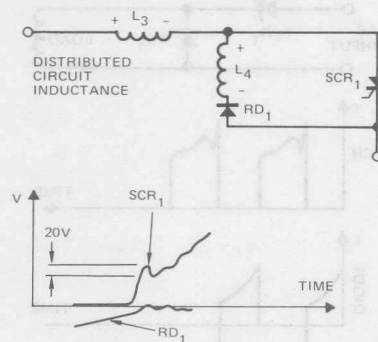 + L3 -
DISTRIBUTED
CIRCUIT
INDUCTANCE
+
L4
-
RD1
SCR1
V
SCR1
20V
TIME
RD1